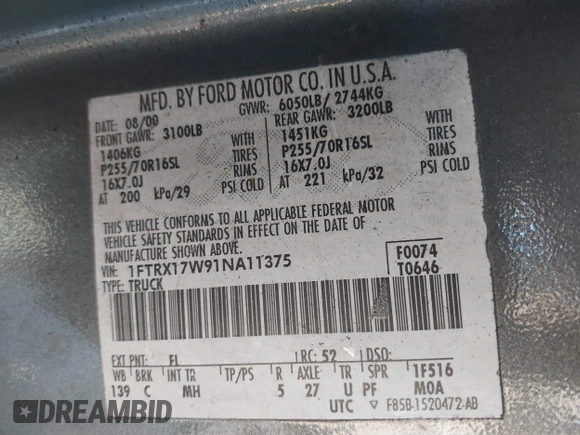 MFD. BY FORD MOTOR CO. IN U.S.A.
DATE: 08/00 GVWR: 6050LB/ 2744KG
FRONT GAWR: 3100LB REAR GAWR: 3200LB
1406KG WITH 1451KG WITH
P255/70R16SL TIRES P255/70R16SL TIRES
16X7.0J RIMS 16X7.0J RIMS
AT 200 kPa/29 PSI COLD AT 221 kPa/32 PSI COLD
THIS VEHICLE CONFORMS TO ALL APPLICABLE FEDERAL MOTOR
VEHICLE SAFETY STANDARDS IN EFFECT ON THE DATE OF
MANUFACTURE SHOWN ABOVE.
VIN: 1FTRX17W91NA11375 F0074
TYPE: TRUCK T0646
EXT PNT: FL RC: 52 DSO:
WB BRK INT TR TP/PS R AXLE TR SPR 1F516
139 C MH 5 27 U PF M0A
UTC ▽ F85B-1520472-AB
© A Better Bid